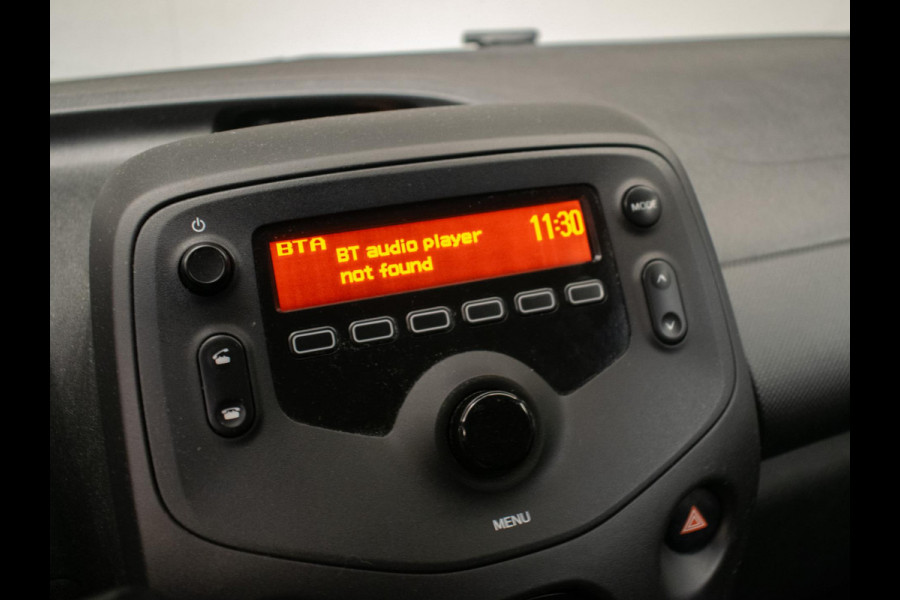 BTA
BT audio player
not found
11:30
MODE
MENU